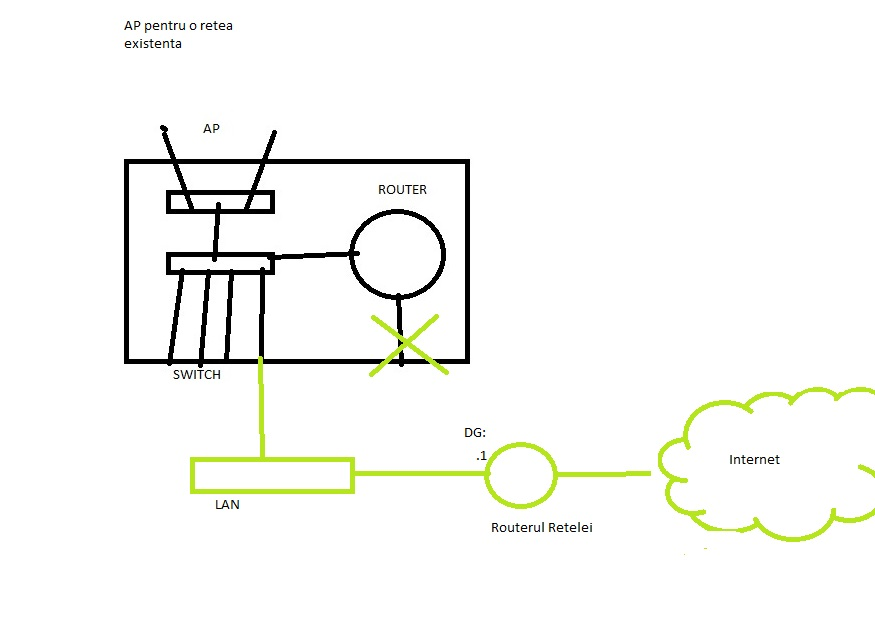 AP pentru o retea
existenta
AP
ROUTER
SWITCH
DG:
.1
Internet
LAN
Routerul Retelei